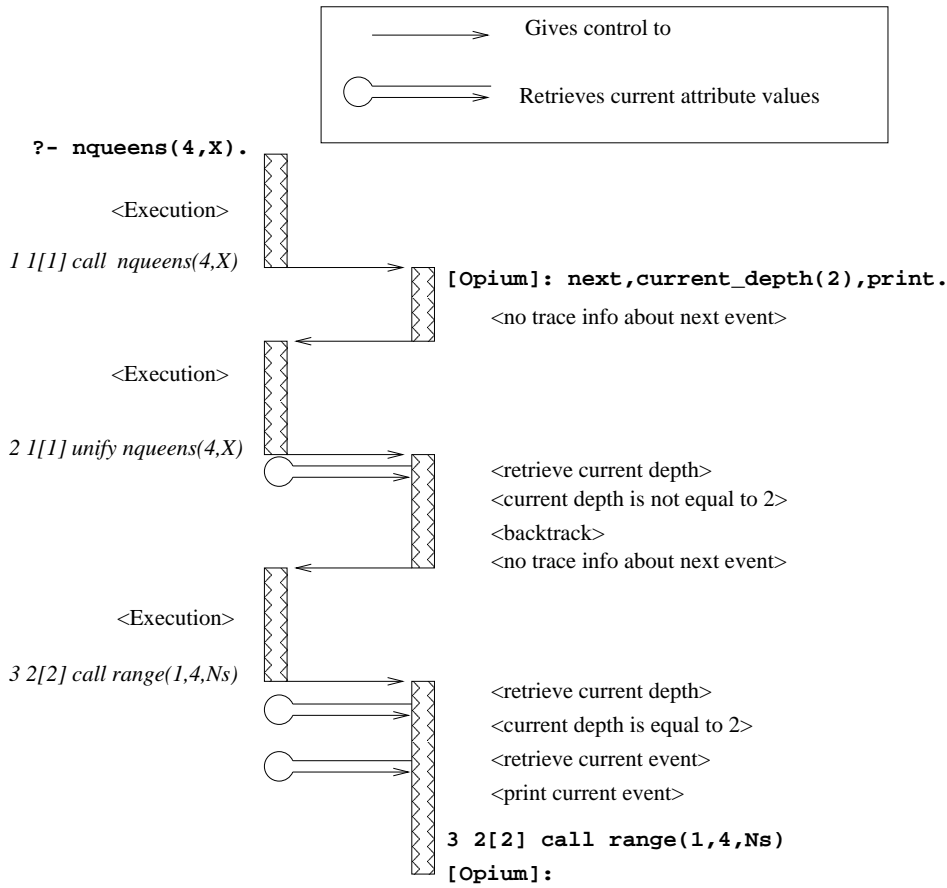 Gives control to
Retrieves current attribute values
?- nqueens(4,X).
<Execution>
1 1[1] call nqueens(4,X)
[Opium]: next,current_depth(2),print.
<no trace info about next event>
<Execution>
2 1[1] unify nqueens(4,X)
<retrieve current depth>
<current depth is not equal to 2>
<backtrack>
<no trace info about next event>
<Execution>
3 2[2] call range(1,4,Ns)
<retrieve current depth>
<current depth is equal to 2>
<retrieve current event>
<print current event>
3 2[2] call range(1,4,Ns)
[Opium]: